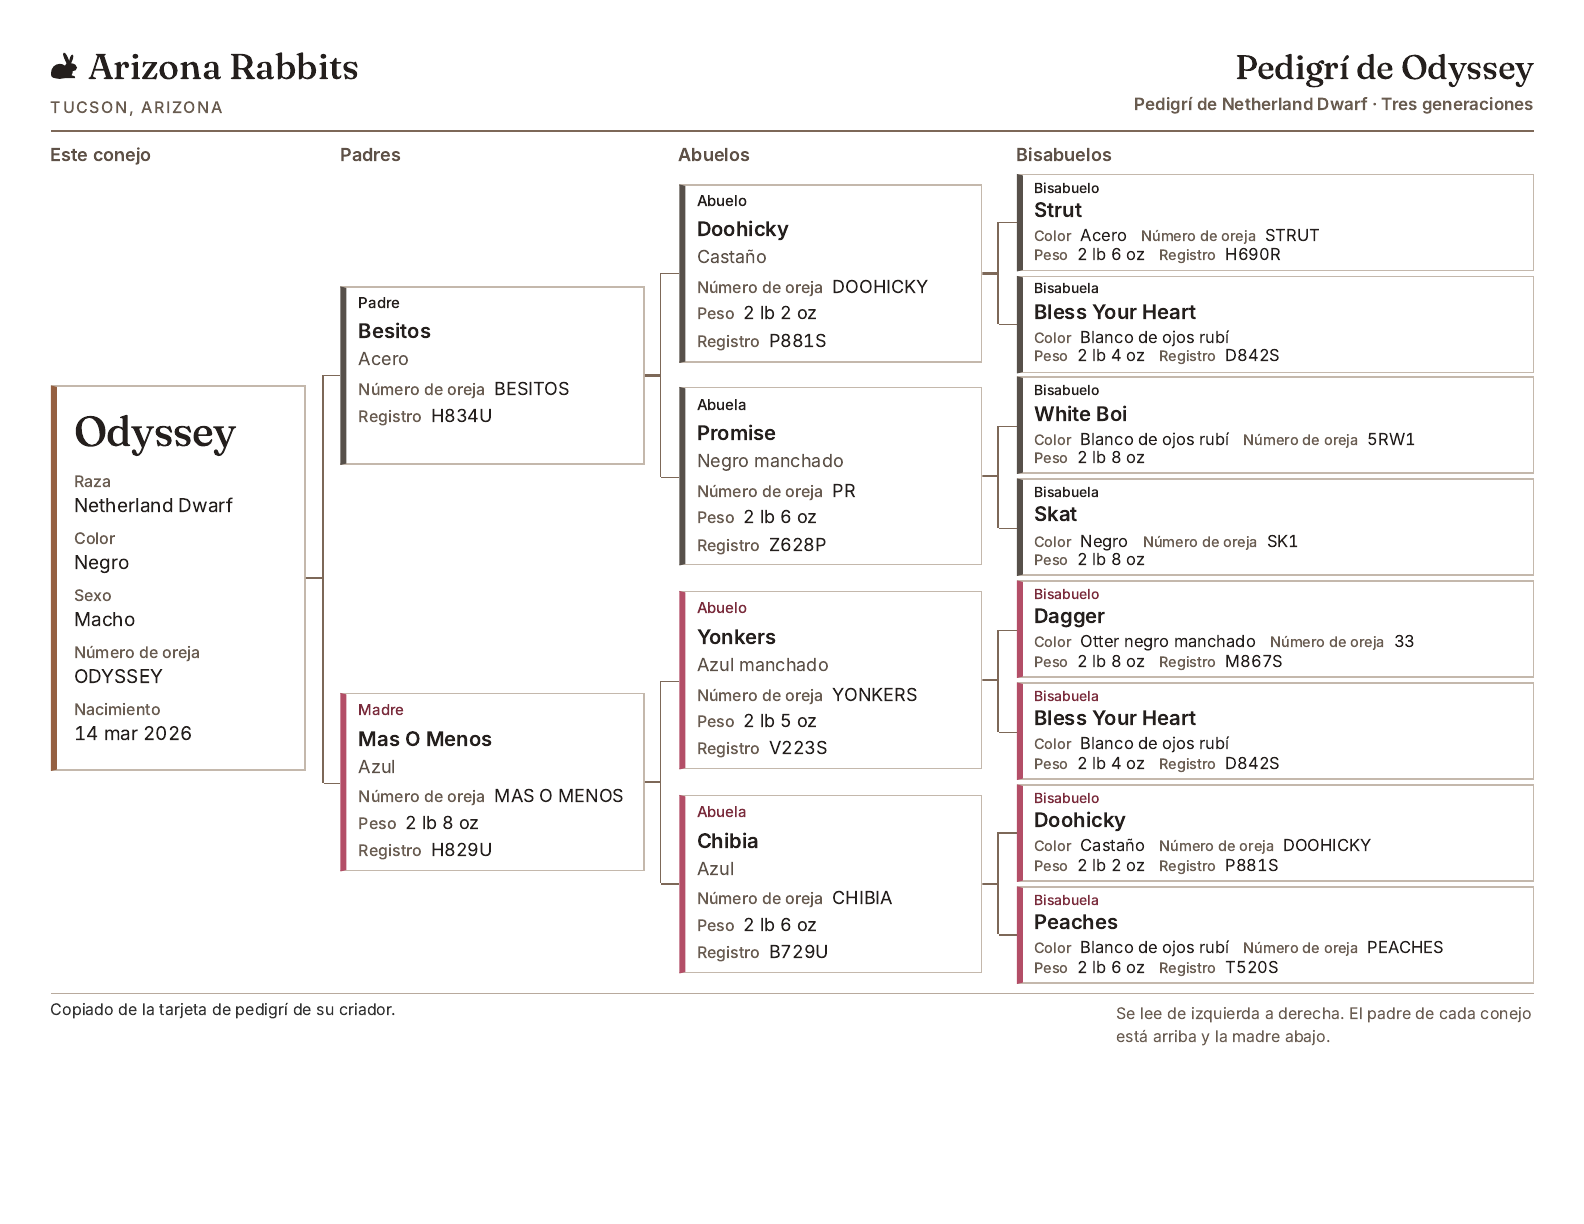 Arizona Rabbits
TUCSON, ARIZONA
Pedigrí de Odyssey
Pedigrí de Netherland Dwarf · Tres generaciones
Este conejo
Padres
Abuelos
Bisabuelos
Odyssey
Raza
Netherland Dwarf
Color
Negro
Sexo
Macho
Número de oreja
ODYSSEY
Nacimiento
14 mar 2026
Padre
Besitos
Acero
Número de oreja BESITOS
Registro H834U
Madre
Mas O Menos
Azul
Número de oreja MAS O MENOS
Peso 2 lb 8 oz
Registro H829U
Abuelo
Doohicky
Castaño
Número de oreja DOOHICKY
Peso 2 lb 2 oz
Registro P881S
Abuela
Promise
Negro manchado
Número de oreja PR
Peso 2 lb 6 oz
Registro Z628P
Abuelo
Yonkers
Azul manchado
Número de oreja YONKERS
Peso 2 lb 5 oz
Registro V223S
Abuela
Chibia
Azul
Número de oreja CHIBIA
Peso 2 lb 6 oz
Registro B729U
Bisabuelo
Strut
Color Acero Número de oreja STRUT
Peso 2 lb 6 oz Registro H690R
Bisabuela
Bless Your Heart
Color Blanco de ojos rubí
Peso 2 lb 4 oz Registro D842S
Bisabuelo
White Boi
Color Blanco de ojos rubí Número de oreja 5RW1
Peso 2 lb 8 oz
Bisabuela
Skat
Color Negro Número de oreja SK1
Peso 2 lb 8 oz
Bisabuelo
Dagger
Color Otter negro manchado Número de oreja 33
Peso 2 lb 8 oz Registro M867S
Bisabuela
Bless Your Heart
Color Blanco de ojos rubí
Peso 2 lb 4 oz Registro D842S
Bisabuelo
Doohicky
Color Castaño Número de oreja DOOHICKY
Peso 2 lb 2 oz Registro P881S
Bisabuela
Peaches
Color Blanco de ojos rubí Número de oreja PEACHES
Peso 2 lb 6 oz Registro T520S
Copiado de la tarjeta de pedigrí de su criador.
Se lee de izquierda a derecha. El padre de cada conejo
está arriba y la madre abajo.